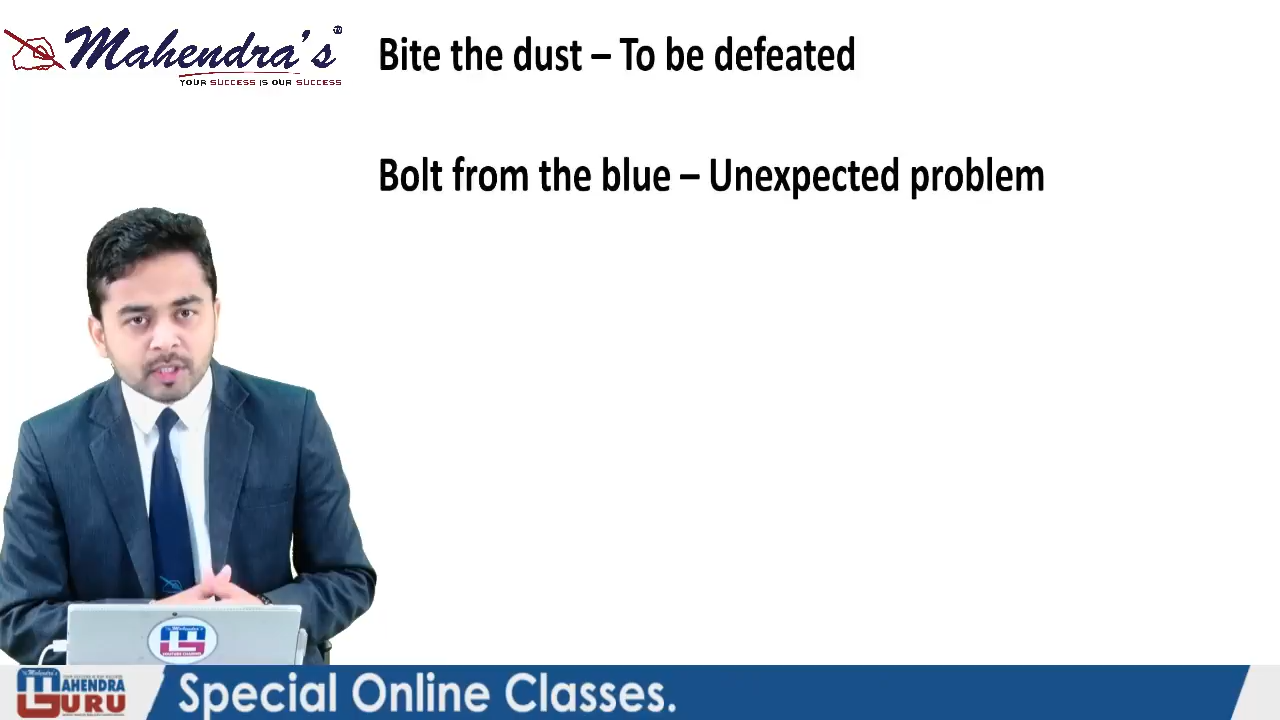 Mahendra's
YOUR SUCCESS IS OUR SUCCESS
Bite the dust – To be defeated
Bolt from the blue – Unexpected problem
Mahendra's
MAHENDRA
GURU
Special Online Classes.